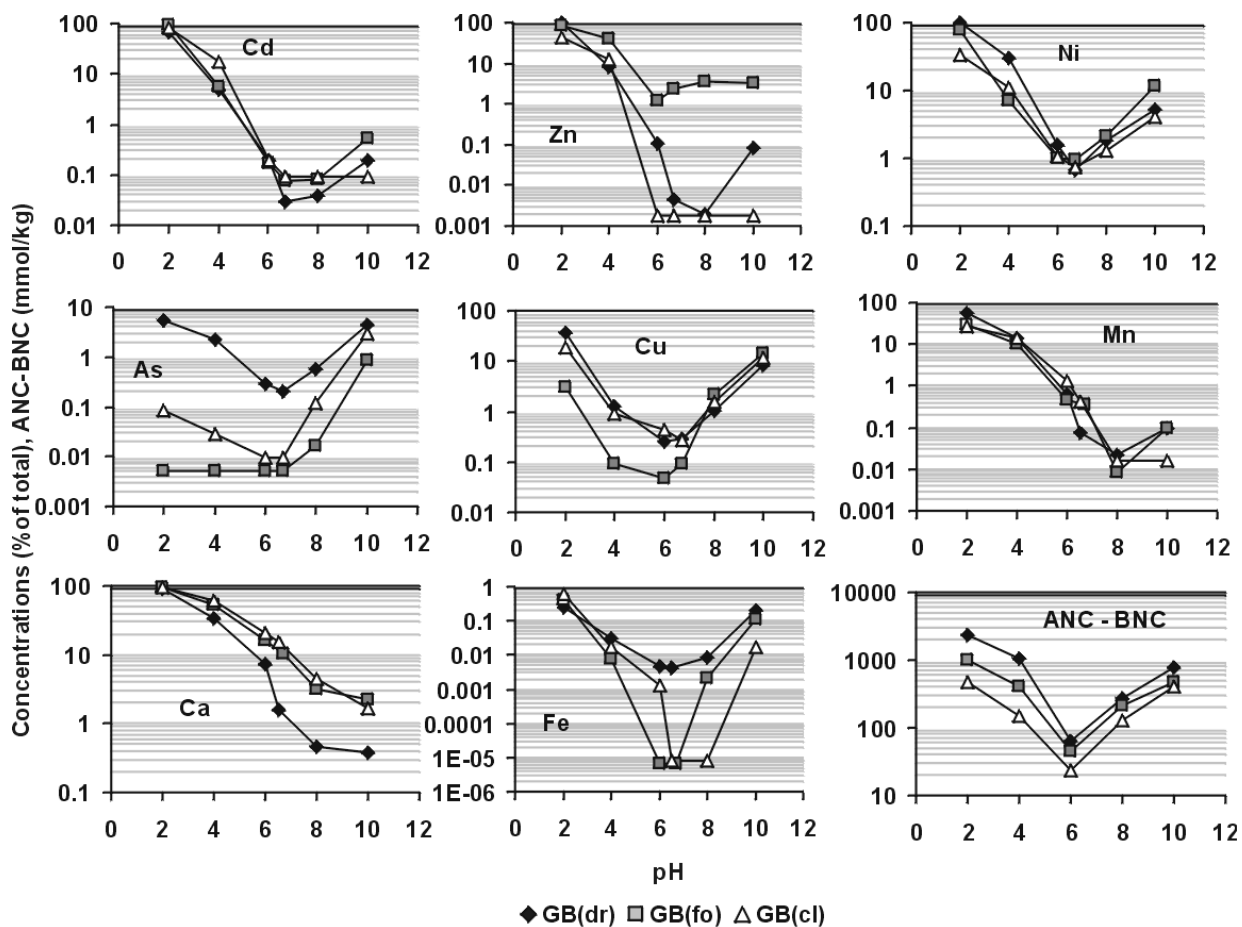 Concentrations (% of total), ANC-BNC (mmol/kg)
100
10
1
0.1
0.01
Cd
0 2 4 6 8 10 12
100
10
1
0.1
0.01
0.001
Zn
0 2 4 6 8 10 12
100
10
1
0.1
Ni
0 2 4 6 8 10 12
10
1
0.1
0.01
0.001
As
0 2 4 6 8 10 12
100
10
1
0.1
0.01
Cu
0 2 4 6 8 10 12
100
10
1
0.1
0.01
0.001
Mn
0 2 4 6 8 10 12
100
10
1
0.1
Ca
0 2 4 6 8 10 12
1
0.1
0.01
0.001
0.0001
1E-05
1E-06
Fe
0 2 4 6 8 10 12
10000
1000
100
10
ANC - BNC
0 2 4 6 8 10 12
pH
GB(dr) GB(fo) GB(cl)